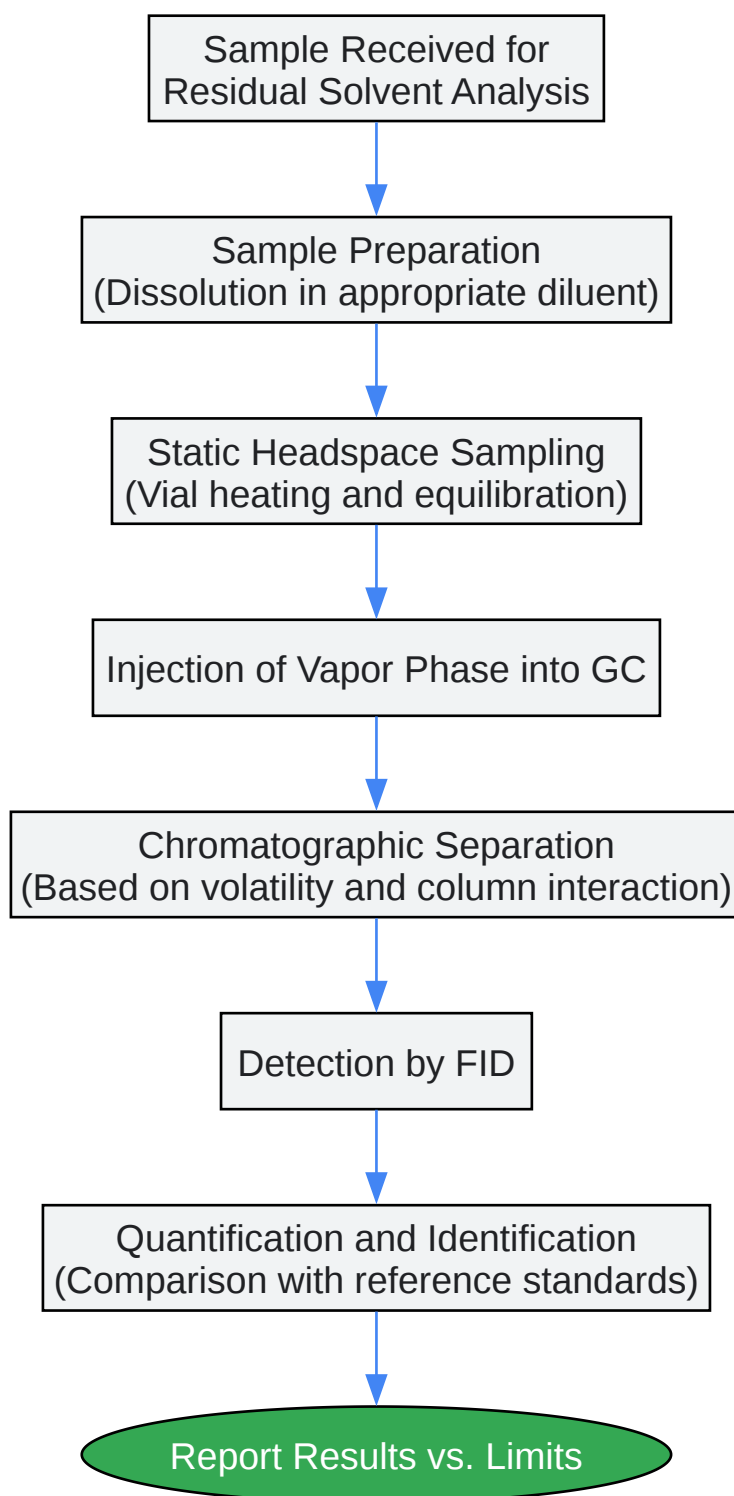 Sample Received for
Residual Solvent Analysis
Sample Preparation
(Dissolution in appropriate diluent)
Static Headspace Sampling
(Vial heating and equilibration)
Injection of Vapor Phase into GC
Chromatographic Separation
(Based on volatility and column interaction)
Detection by FID
Quantification and Identification
(Comparison with reference standards)
Report Results vs. Limits